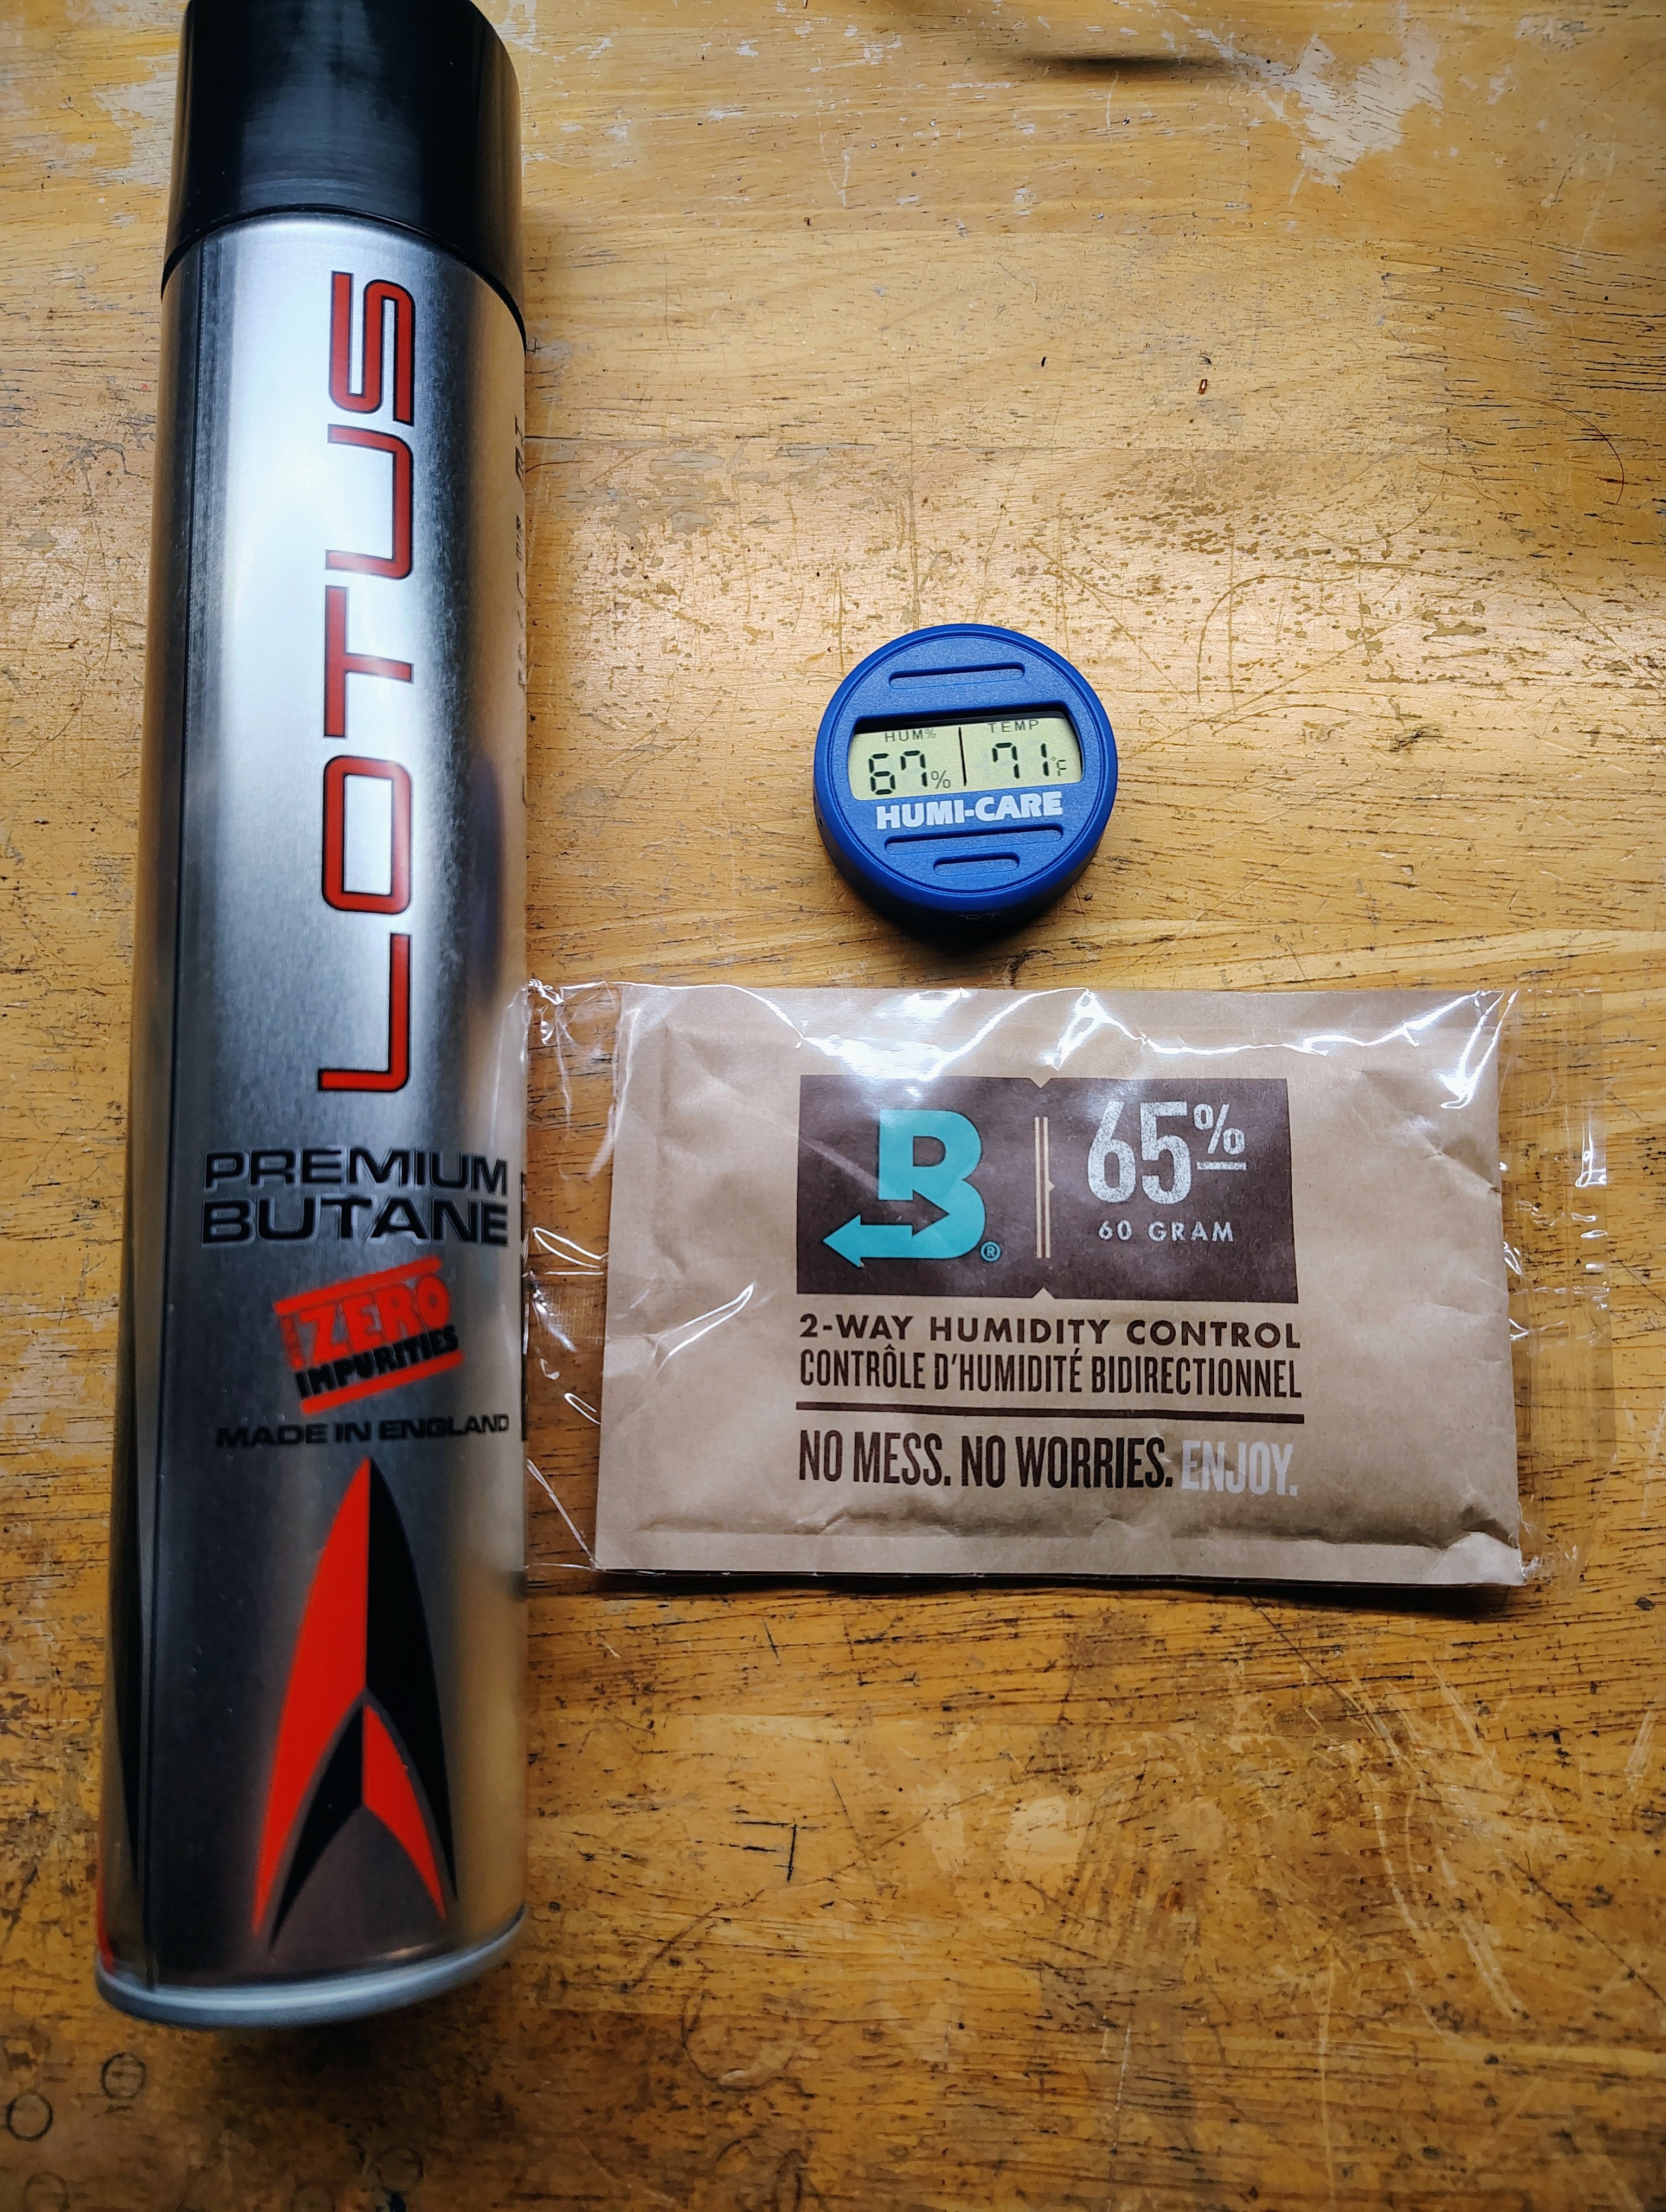 LOTUS
PREMIUM
BUTANE
ZERO
IMPURITIES
MADE IN ENGLAND
HUM% TEMP
67% 71°F
HUMI-CARE
B® 65%
60 GRAM
2-WAY HUMIDITY CONTROL
CONTRÔLE D'HUMIDITÉ BIDIRECTIONNEL
NO MESS. NO WORRIES. ENJOY.